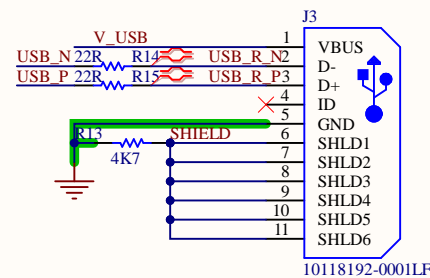 J3
V_USB 1 VBUS
USB_N 22R R14 USB_R_N 2 D-
USB_P 22R R15 USB_R_P 3 D+
4 ID
5 GND
R13 SHIELD 6 SHLD1
4K7 7 SHLD2
8 SHLD3
9 SHLD4
10 SHLD5
11 SHLD6
10118192-0001LF